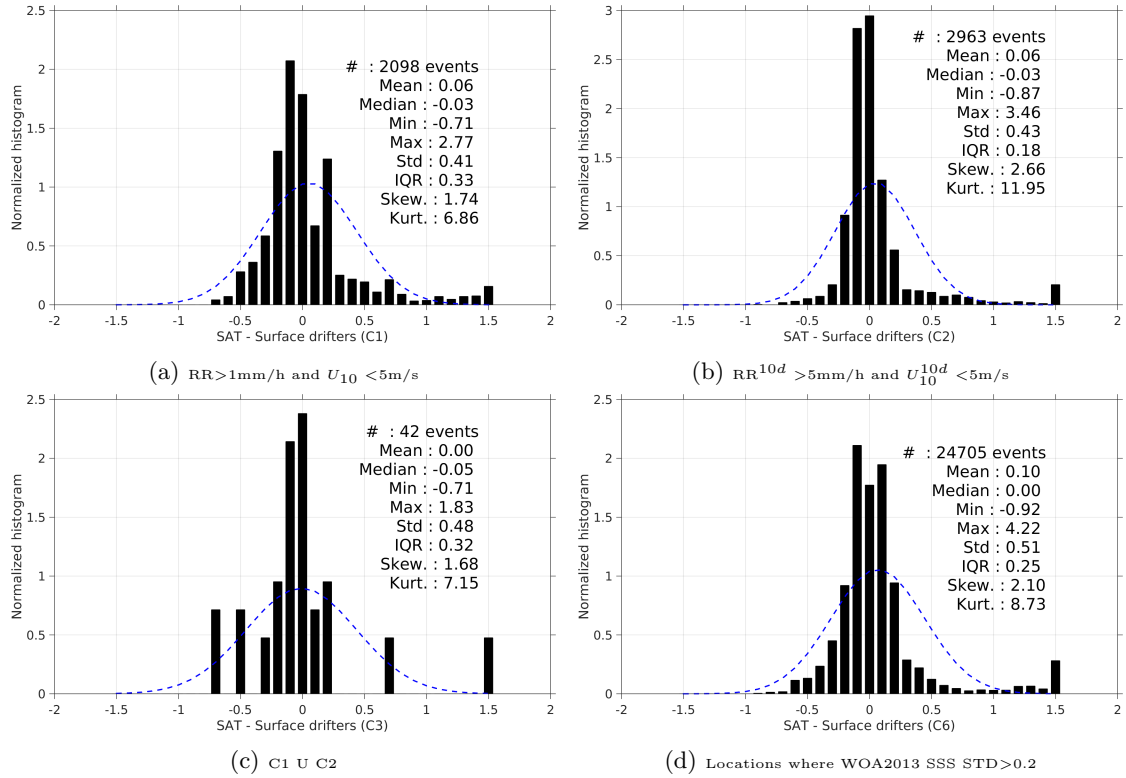 2.5
2
1.5
1
0.5
0
Normalized histogram
-2
-1.5
-1
-0.5
0
0.5
1
1.5
2
SAT - Surface drifters (C1)
# : 2098 events
Mean : 0.06
Median : -0.03
Min : -0.71
Max : 2.77
Std : 0.41
IQR : 0.33
Skew. : 1.74
Kurt. : 6.86
(a) RR>1mm/h and U10 <5m/s
3
2.5
2
1.5
1
0.5
0
Normalized histogram
-2
-1.5
-1
-0.5
0
0.5
1
1.5
2
SAT - Surface drifters (C2)
# : 2963 events
Mean : 0.06
Median : -0.03
Min : -0.87
Max : 3.46
Std : 0.43
IQR : 0.18
Skew. : 2.66
Kurt. : 11.95
(b) RR^10d >5mm/h and U10^10d <5m/s
2.5
2
1.5
1
0.5
0
Normalized histogram
-2
-1.5
-1
-0.5
0
0.5
1
1.5
2
SAT - Surface drifters (C3)
# : 42 events
Mean : 0.00
Median : -0.05
Min : -0.71
Max : 1.83
Std : 0.48
IQR : 0.32
Skew. : 1.68
Kurt. : 7.15
(c) C1 U C2
2.5
2
1.5
1
0.5
0
Normalized histogram
-2
-1.5
-1
-0.5
0
0.5
1
1.5
2
SAT - Surface drifters (C6)
# : 24705 events
Mean : 0.10
Median : 0.00
Min : -0.92
Max : 4.22
Std : 0.51
IQR : 0.25
Skew. : 2.10
Kurt. : 8.73
(d) Locations where WOA2013 SSS STD>0.2